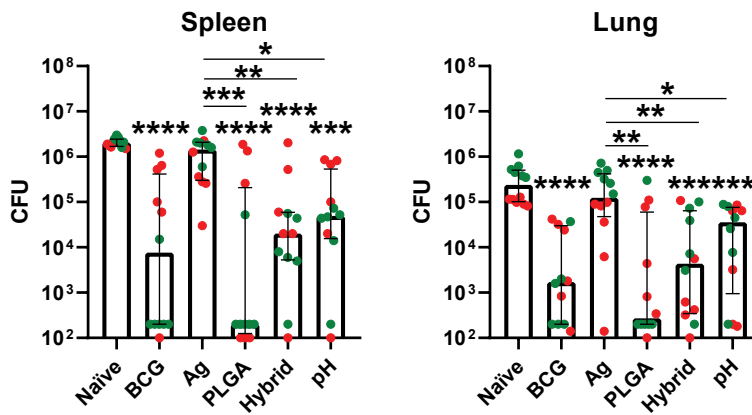 Spleen
*
**
***
****
****
****
***
10⁸
10⁷
10⁶
10⁵
10⁴
10³
10²
CFU
Naïve
BCG
Ag
PLGA
Hybrid
pH
Lung
*
**
**
****
****
*******
10⁸
10⁷
10⁶
10⁵
10⁴
10³
10²
CFU
Naïve
BCG
Ag
PLGA
Hybrid
pH